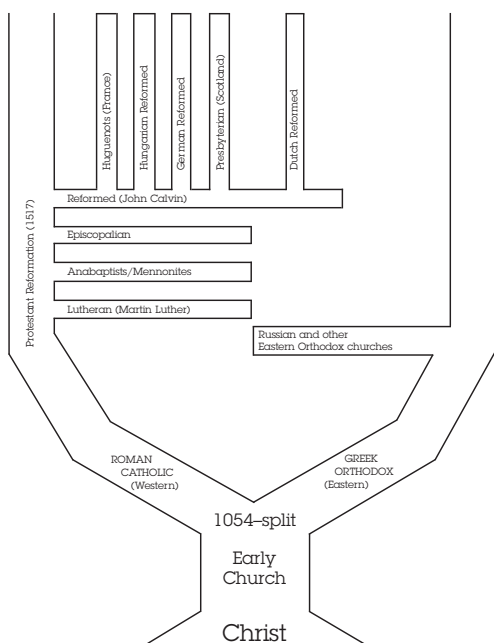 Huguenots (France)
Hungarian Reformed
German Reformed
Presbyterian (Scotland)
Dutch Reformed
Reformed (John Calvin)
Episcopalian
Anabaptists/Mennonites
Lutheran (Martin Luther)
Protestant Reformation (1517)
Russian and other
Eastern Orthodox churches
ROMAN
CATHOLIC
(Western)
GREEK
ORTHODOX
(Eastern)
1054–split
Early
Church
Christ